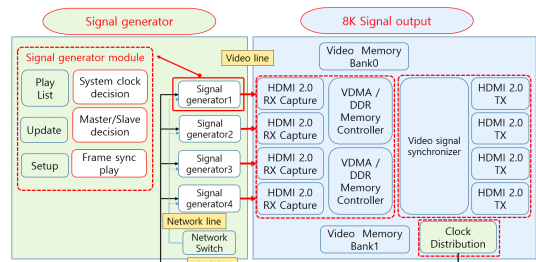 Signal generator
8K Signal output
Signal generator module
Play
List
System clock
decision
Update
Master/Slave
decision
Setup
Frame sync
play
Video line
Signal
generator1
Signal
generator2
Signal
generator3
Signal
generator4
Network line
Network
Switch
Video Memory
Bank0
HDMI 2.0
RX Capture
HDMI 2.0
RX Capture
HDMI 2.0
RX Capture
HDMI 2.0
RX Capture
VDMA /
DDR
Memory
Controller
VDMA /
DDR
Memory
Controller
Video signal
synchronizer
HDMI 2.0
TX
HDMI 2.0
TX
HDMI 2.0
TX
HDMI 2.0
TX
Video Memory
Bank1
Clock
Distribution